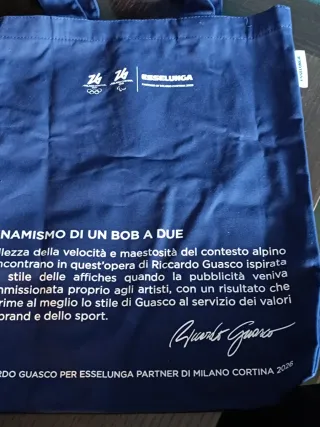 ESSELUNGA
NAMISMO DI UN BOB A DUE
llezza della velocità e maestosità del contesto alpino
ncontrano in quest'opera di Riccardo Guasco ispirata
stile delle affiches quando la pubblicità veniva
mmissionata proprio agli artisti, con un risultato che
rime al meglio lo stile di Guasco al servizio dei valori
brand e dello sport.
Riccardo Guasco
RDO GUASCO PER ESSELUNGA PARTNER DI MILANO CORTINA 2026